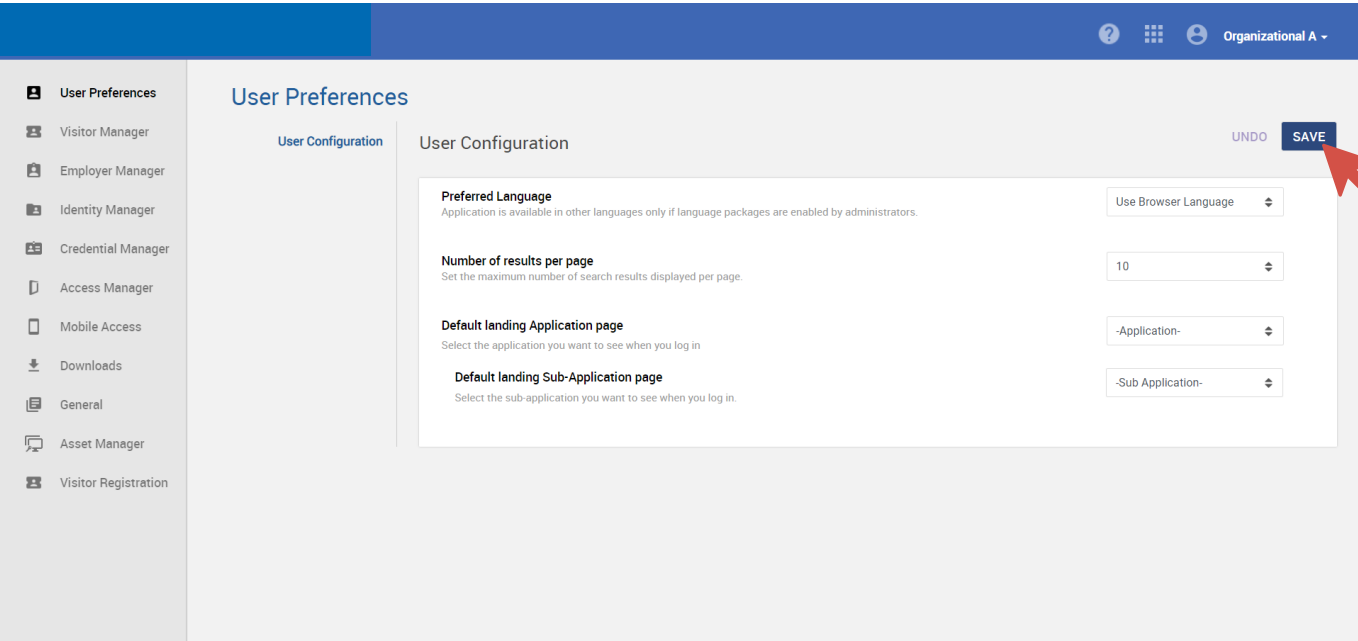 Organizational A
User Preferences
Visitor Manager
Employer Manager
Identity Manager
Credential Manager
Access Manager
Mobile Access
Downloads
General
Asset Manager
Visitor Registration
User Preferences
User Configuration
User Configuration
UNDO
SAVE
Preferred Language
Application is available in other languages only if language packages are enabled by administrators.
Use Browser Language
Number of results per page
Set the maximum number of search results displayed per page.
10
Default landing Application page
Select the application you want to see when you log in
-Application-
Default landing Sub-Application page
Select the sub-application you want to see when you log in.
-Sub Application-